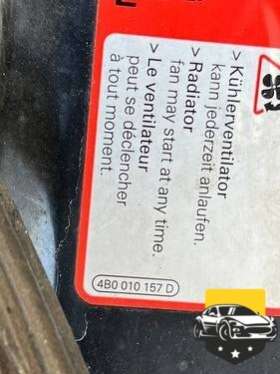 > Kühlerventilator
kann jederzeit anlaufen.
> Radiator
fan may start at any time.
> Le ventilateur
peut se déclencher
à tout moment.
4B0 010 157 D